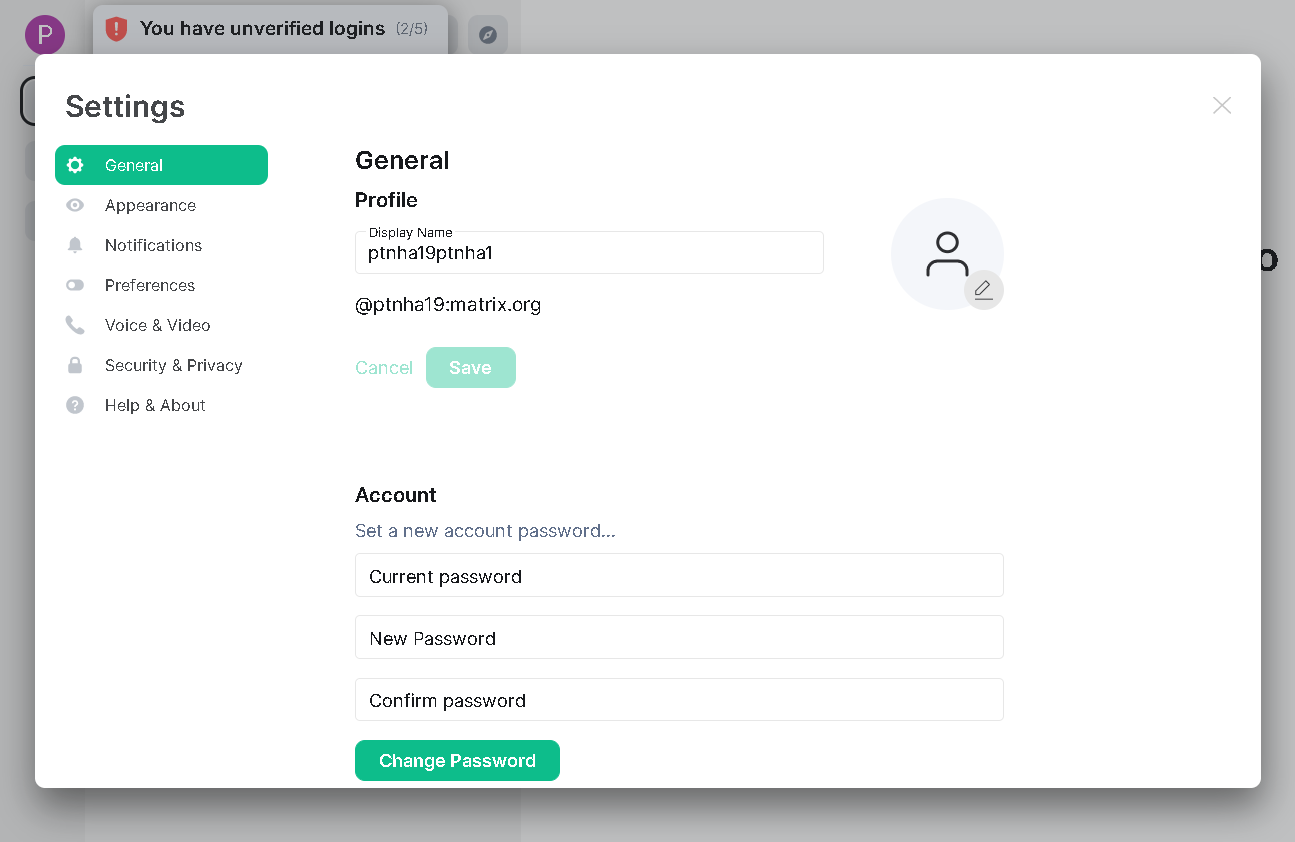 P
You have unverified logins (2/5)
Settings
General
Appearance
Notifications
Preferences
Voice & Video
Security & Privacy
Help & About
General
Profile
Display Name
ptnha19ptnha1
@ptnha19:matrix.org
Cancel
Save
Account
Set a new account password...
Current password
New Password
Confirm password
Change Password